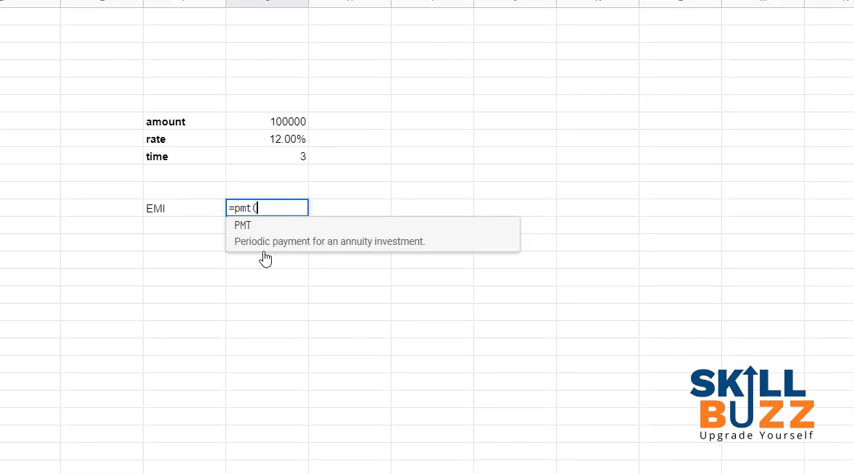 amount 100000
rate 12.00%
time 3
EMI =pmt(
PMT
Periodic payment for an annuity investment.
SKILL
BUZZ
Upgrade Yourself